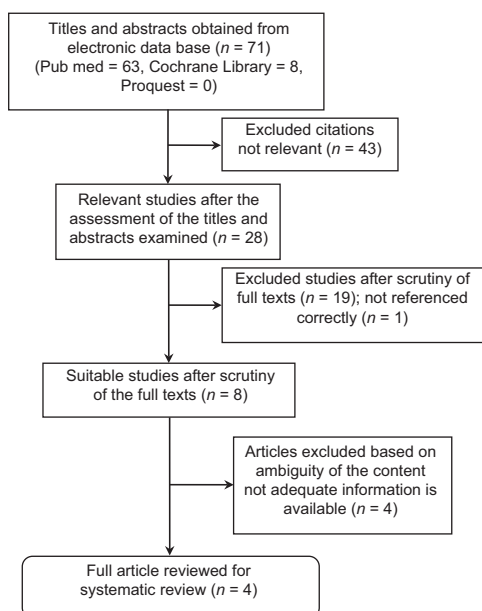 Titles and abstracts obtained from
electronic data base (n = 71)
(Pub med = 63, Cochrane Library = 8,
Proquest = 0)
Excluded citations
not relevant (n = 43)
Relevant studies after the
assessment of the titles and
abstracts examined (n = 28)
Excluded studies after scrutiny of
full texts (n = 19); not referenced
correctly (n = 1)
Suitable studies after scrutiny
of the full texts (n = 8)
Articles excluded based on
ambiguity of the content
not adequate information is
available (n = 4)
Full article reviewed for
systematic review (n = 4)